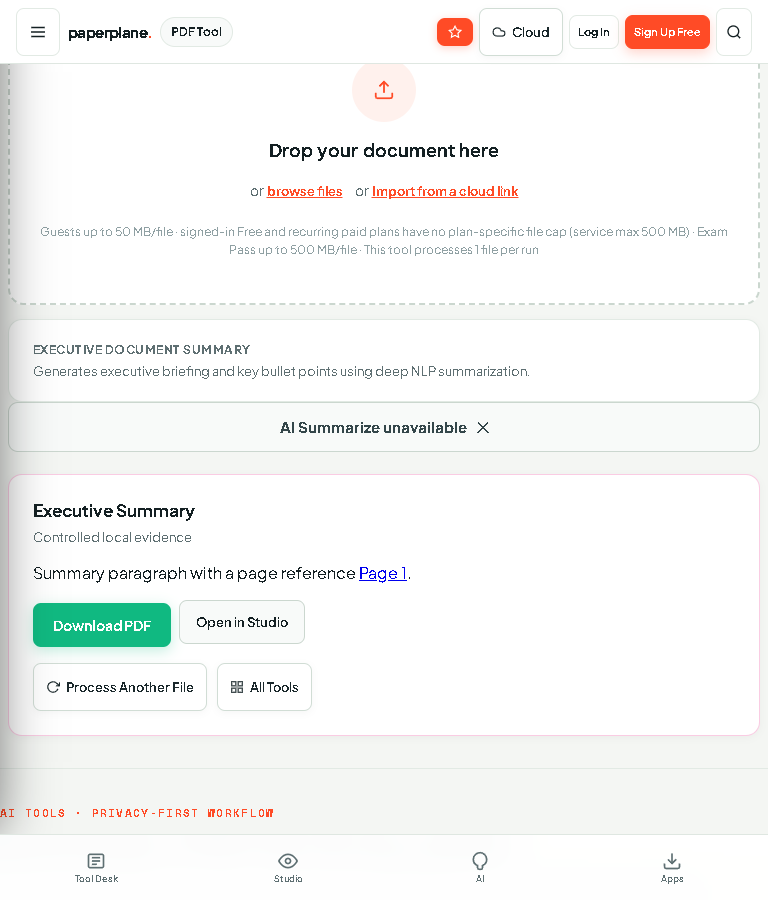 paperplane.
PDF Tool
Cloud
Log In
Sign Up Free
Drop your document here
or browse files or Import from a cloud link
Guests up to 50 MB/file · signed-in Free and recurring paid plans have no plan-specific file cap (service max 500 MB) · Exam
Pass up to 500 MB/file · This tool processes 1 file per run
EXECUTIVE DOCUMENT SUMMARY
Generates executive briefing and key bullet points using deep NLP summarization.
AI Summarize unavailable
Executive Summary
Controlled local evidence
Summary paragraph with a page reference Page 1.
Download PDF
Open in Studio
Process Another File
All Tools
AI TOOLS · PRIVACY-FIRST WORKFLOW
Tool Desk
Studio
AI
Apps